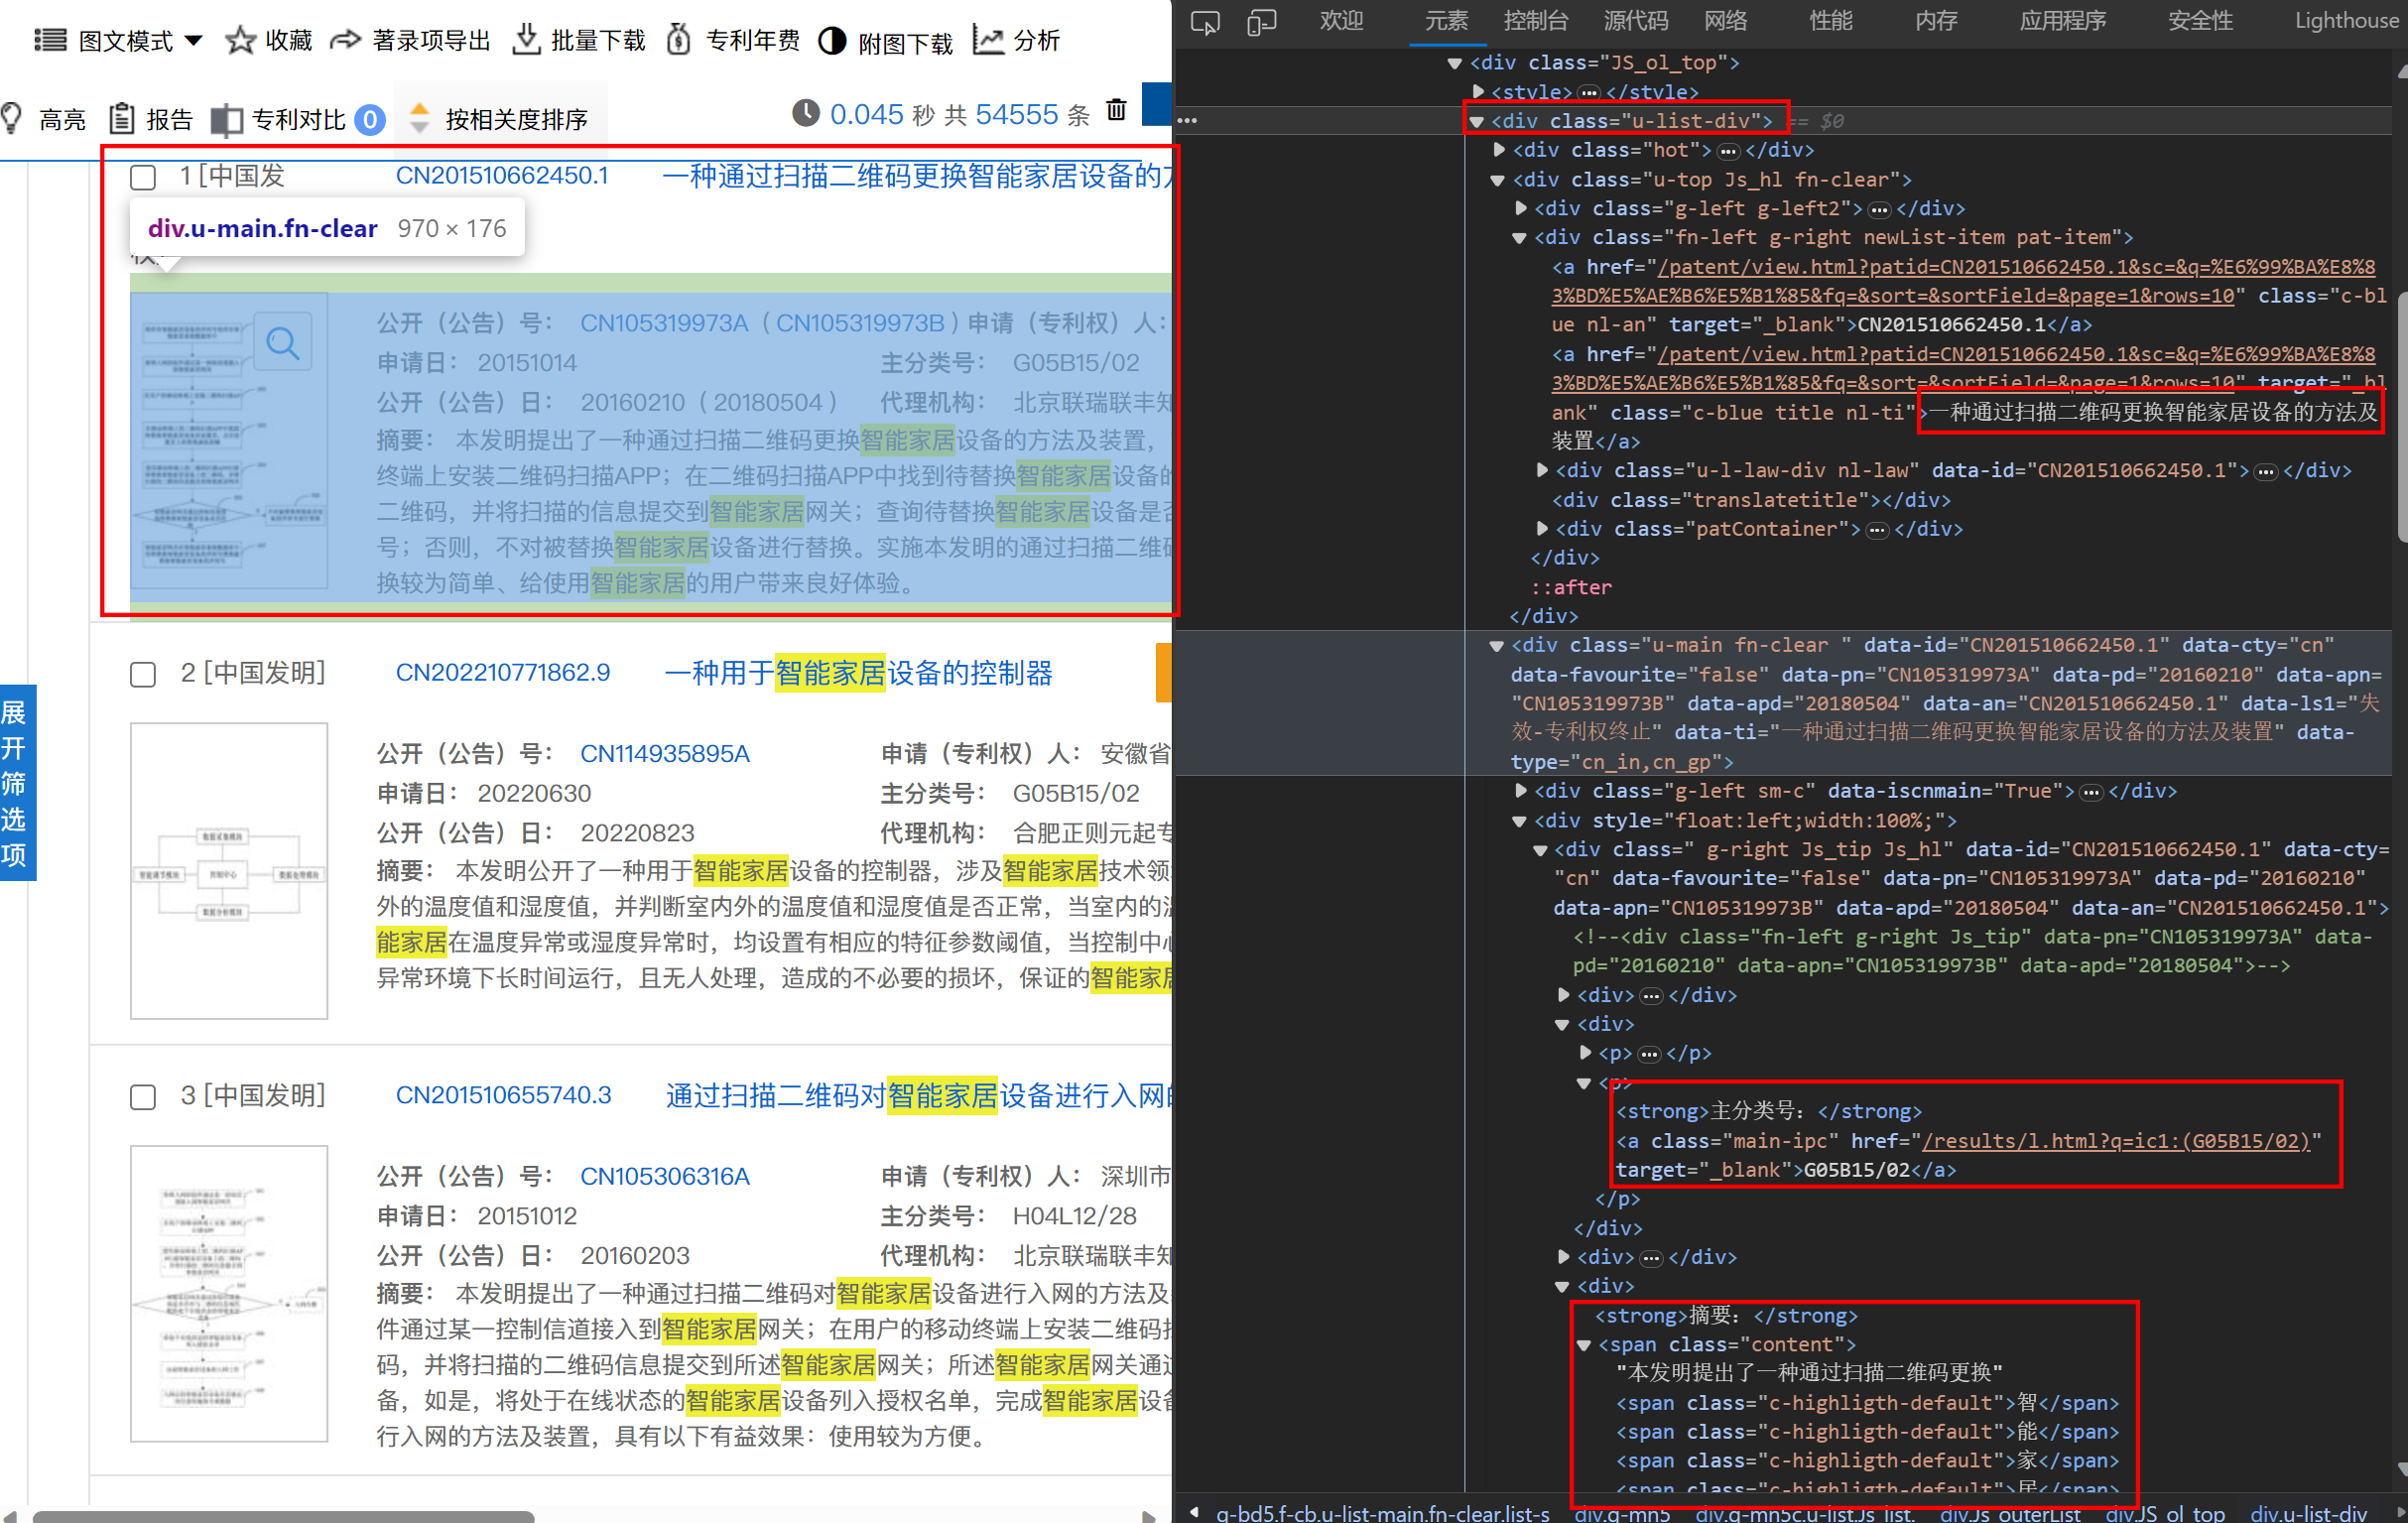 图文模式 收藏 著录项导出 批量下载 专利年费 附图下载 分析
高亮 报告 专利对比 0 按相关度排序 0.045 秒 共 54555 条
1 [中国发 CN201510662450.1 一种通过扫描二维码更换智能家居设备的方
div.u-main.fn-clear 970 × 176
公开（公告）号： CN105319973A（CN105319973B）申请（专利权）人：
申请日： 20151014 主分类号： G05B15/02
公开（公告）日： 20160210（20180504） 代理机构： 北京联瑞联丰知
摘要： 本发明提出了一种通过扫描二维码更换智能家居设备的方法及装置，
终端上安装二维码扫描APP；在二维码扫描APP中找到待替换智能家居设备的
二维码，并将扫描的信息提交到智能家居网关；查询待替换智能家居设备是否
号；否则，不对被替换智能家居设备进行替换。实施本发明的通过扫描二维码
换较为简单、给使用智能家居的用户带来良好体验。
2 [中国发明] CN202210771862.9 一种用于智能家居设备的控制器
公开（公告）号： CN114935895A 申请（专利权）人： 安徽省
申请日： 20220630 主分类号： G05B15/02
公开（公告）日： 20220823 代理机构： 合肥正则元起专
摘要： 本发明公开了一种用于智能家居设备的控制器，涉及智能家居技术领
外的温度值和湿度值，并判断室内外的温度值和湿度值是否正常，当室内的温
能家居在温度异常或湿度异常时，均设置有相应的特征参数阈值，当控制中心
异常环境下长时间运行，且无人处理，造成的不必要的损坏，保证的智能家居
3 [中国发明] CN201510655740.3 通过扫描二维码对智能家居设备进行入网的
公开（公告）号： CN105306316A 申请（专利权）人： 深圳市
申请日： 20151012 主分类号： H04L12/28
公开（公告）日： 20160203 代理机构： 北京联瑞联丰知
摘要： 本发明提出了一种通过扫描二维码对智能家居设备进行入网的方法及
件通过某一控制信道接入到智能家居网关；在用户的移动终端上安装二维码扫
码，并将扫描的二维码信息提交到所述智能家居网关；所述智能家居网关通过
备，如是，将处于在线状态的智能家居设备列入授权名单，完成智能家居设备
行入网的方法及装置，具有以下有益效果：使用较为方便。
展
开
筛
选
项
欢迎 元素 控制台 源代码 网络 性能 内存 应用程序 安全性 Lighthouse
<div class="JS_ol_top">
<style>…</style>
<div class="u-list-div"> == $0
<div class="hot">…</div>
<div class="u-top Js_hl fn-clear">
<div class="g-left g-left2">…</div>
<div class="fn-left g-right newList-item pat-item">
<a href="/patent/view.html?patid=CN201510662450.1&sc=&q=%E6%99%BA%E8%8
3%BD%E5%AE%B6%E5%B1%85&fq=&sort=&sortField=&page=1&rows=10" class="c-bl
ue nl-an" target="_blank">CN201510662450.1</a>
<a href="/patent/view.html?patid=CN201510662450.1&sc=&q=%E6%99%BA%E8%8
3%BD%E5%AE%B6%E5%B1%85&fq=&sort=&sortField=&page=1&rows=10" target="_bl
ank" class="c-blue title nl-ti">一种通过扫描二维码更换智能家居设备的方法及
装置</a>
<div class="u-l-law-div nl-law" data-id="CN201510662450.1">…</div>
<div class="translatetitle"></div>
<div class="patContainer">…</div>
</div>
::after
</div>
<div class="u-main fn-clear " data-id="CN201510662450.1" data-cty="cn"
data-favourite="false" data-pn="CN105319973A" data-pd="20160210" data-apn=
"CN105319973B" data-apd="20180504" data-an="CN201510662450.1" data-ls1="失
效-专利权终止" data-ti="一种通过扫描二维码更换智能家居设备的方法及装置" data-
type="cn_in,cn_gp">
<div class="g-left sm-c" data-iscnmain="True">…</div>
<div style="float:left;width:100%;">
<div class=" g-right Js_tip Js_hl" data-id="CN201510662450.1" data-cty=
"cn" data-favourite="false" data-pn="CN105319973A" data-pd="20160210"
data-apn="CN105319973B" data-apd="20180504" data-an="CN201510662450.1">
<!--<div class="fn-left g-right Js_tip" data-pn="CN105319973A" data-
pd="20160210" data-apn="CN105319973B" data-apd="20180504">-->
<div>…</div>
<div>
<p>…</p>
<p>
<strong>主分类号：</strong>
<a class="main-ipc" href="/results/l.html?q=ic1:(G05B15/02)"
target="_blank">G05B15/02</a>
</p>
</div>
<div>…</div>
<div>
<strong>摘要：</strong>
<span class="content">
"本发明提出了一种通过扫描二维码更换"
<span class="c-highligth-default">智</span>
<span class="c-highligth-default">能</span>
<span class="c-highligth-default">家</span>
<span class="c-highligth-default">居</span>
g-bd5.f-cb.u-list-main.fn-clear.list-s div.g-mn5 div.g-mn5c.u-list.Js_list. div.Js_outerList div.JS_ol_top div.u-list-div